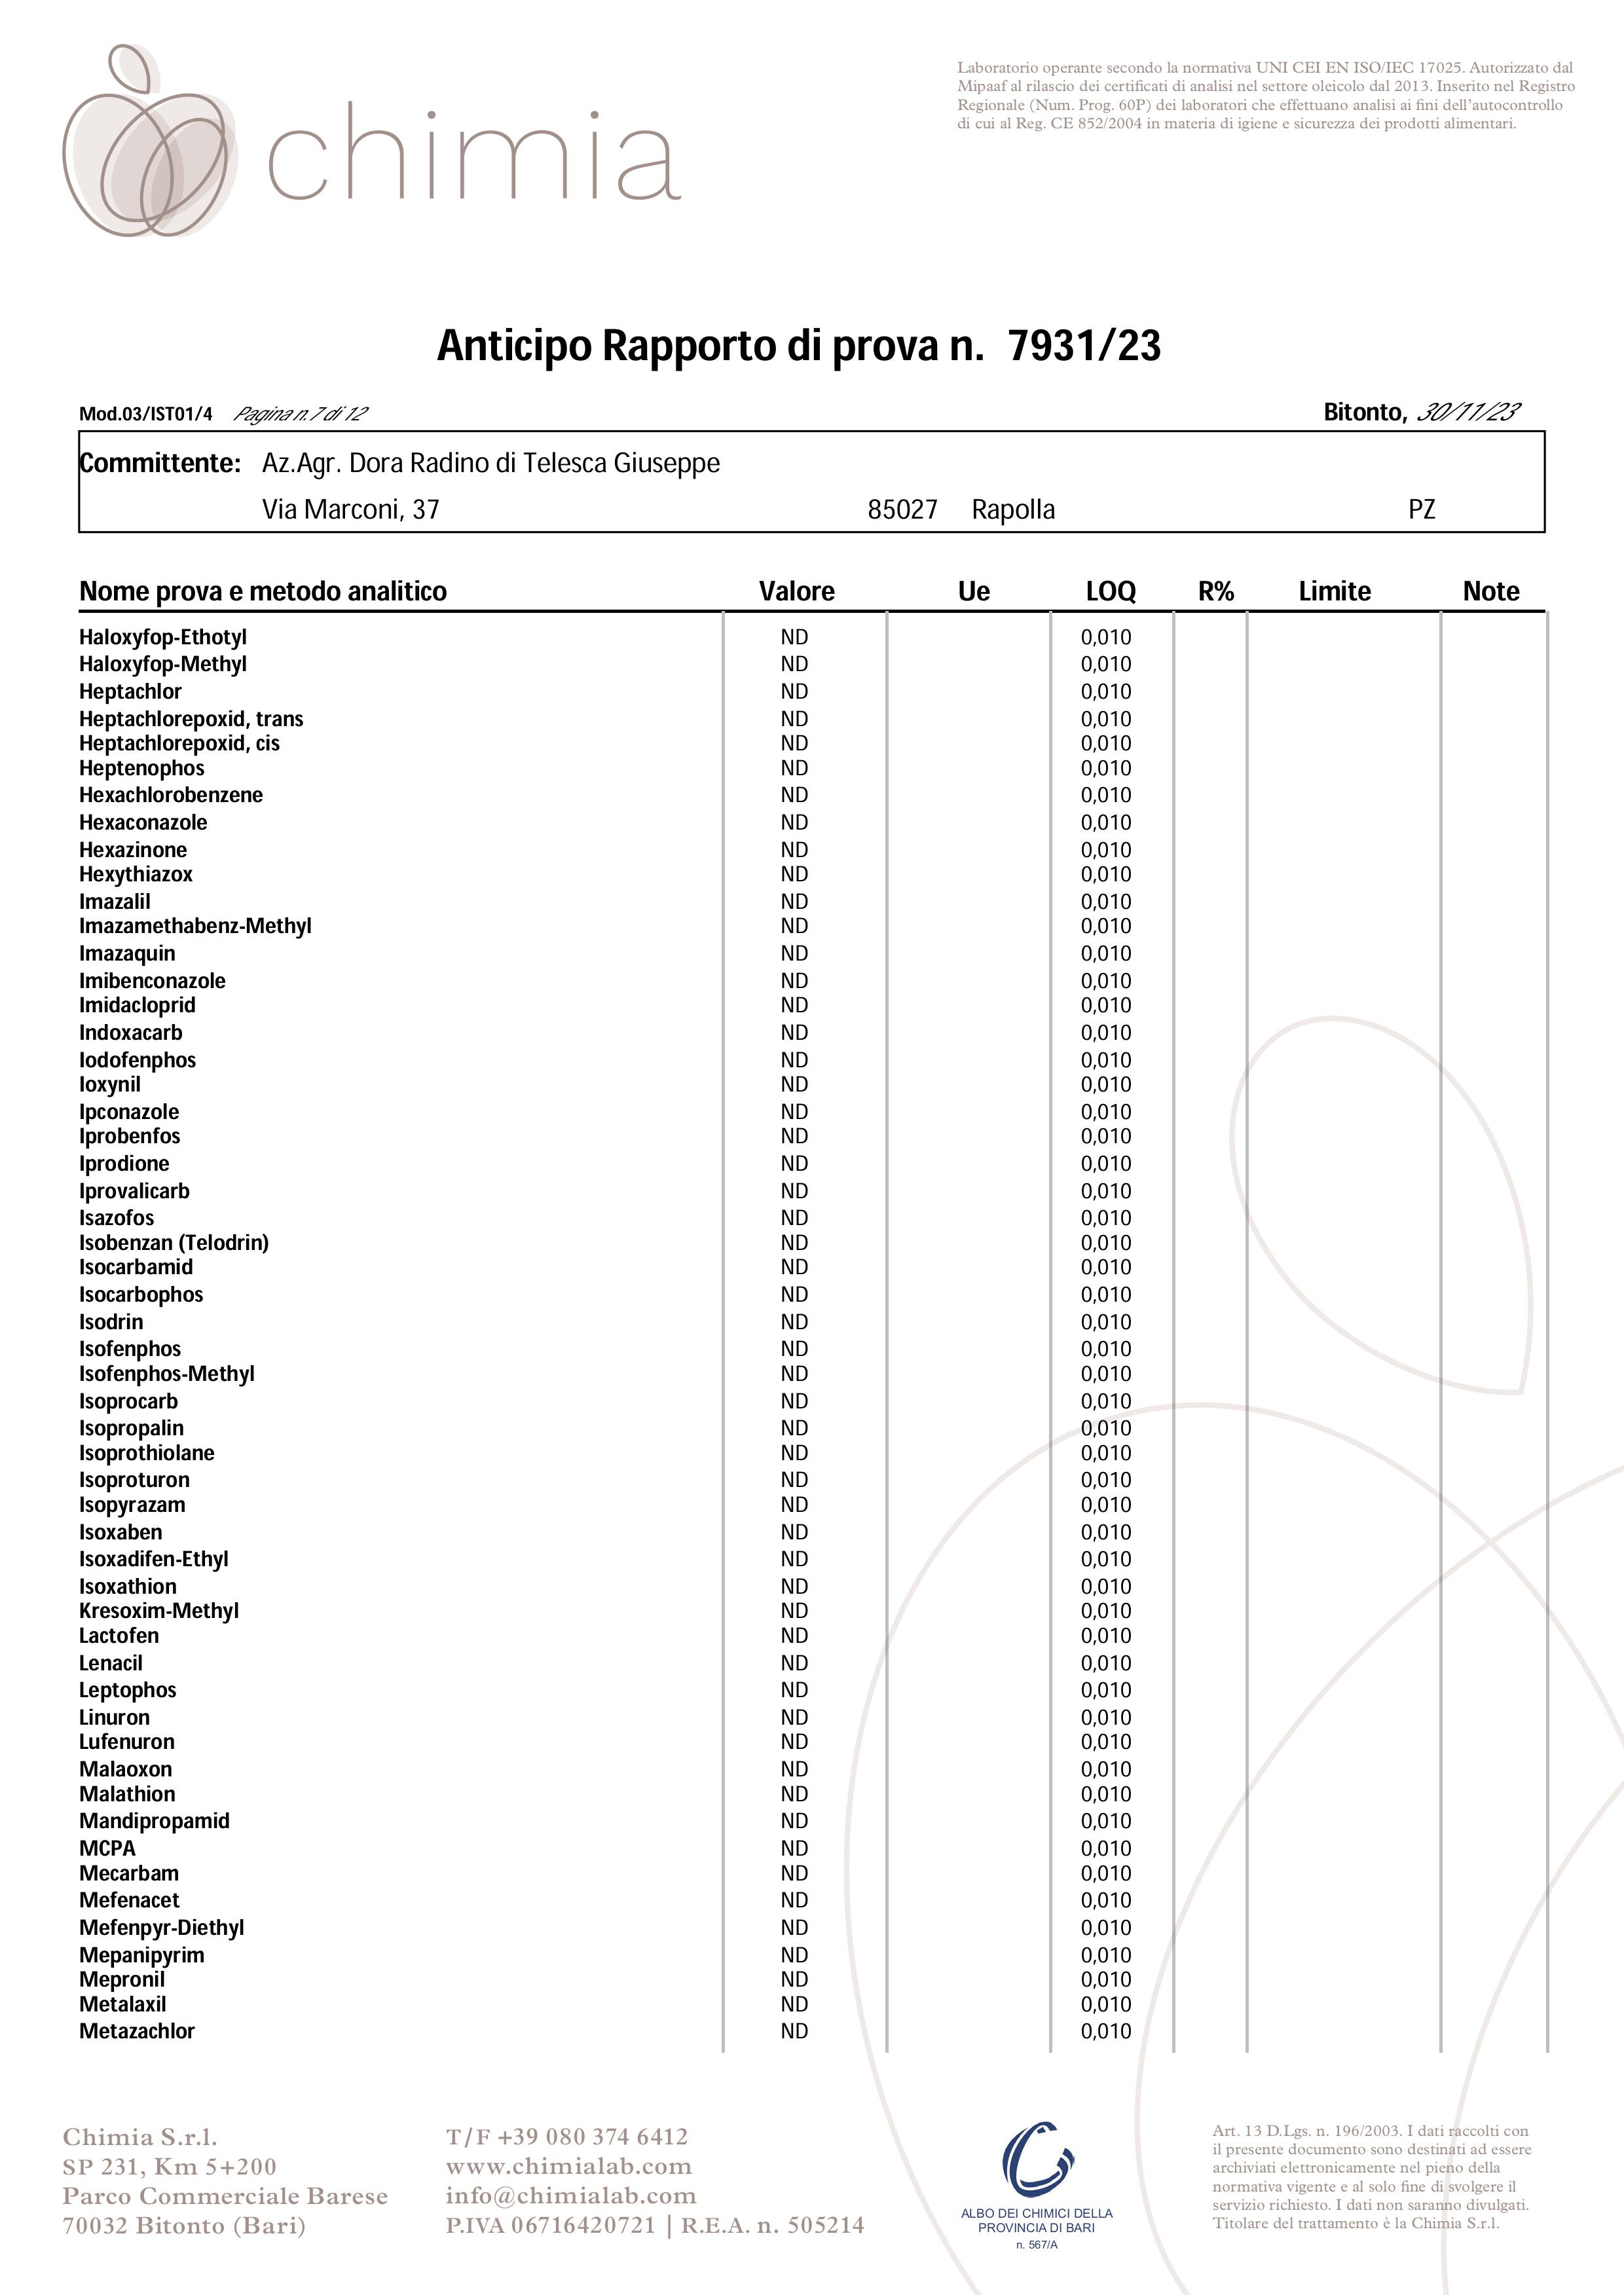 chimia
Laboratorio operante secondo la normativa UNI CEI EN ISO/IEC 17025. Autorizzato dal
Mipaaf al rilascio dei certificati di analisi nel settore oleicolo dal 2013. Inserito nel Registro
Regionale (Num. Prog. 60P) dei laboratori che effettuano analisi ai fini dell'autocontrollo
di cui al Reg. CE 852/2004 in materia di igiene e sicurezza dei prodotti alimentari.
Anticipo Rapporto di prova n. 7931/23
Mod.03/IST01/4 Pagina n. 7 di 12 Bitonto, 30/11/23
Committente: Az.Agr. Dora Radino di Telesca Giuseppe
Via Marconi, 37 85027 Rapolla PZ
Nome prova e metodo analitico Valore Ue LOQ R% Limite Note
Haloxyfop-Ethotyl ND 0,010
Haloxyfop-Methyl ND 0,010
Heptachlor ND 0,010
Heptachlorepoxid, trans ND 0,010
Heptachlorepoxid, cis ND 0,010
Heptenophos ND 0,010
Hexachlorobenzene ND 0,010
Hexaconazole ND 0,010
Hexazinone ND 0,010
Hexythiazox ND 0,010
Imazalil ND 0,010
Imazamethabenz-Methyl ND 0,010
Imazaquin ND 0,010
Imibenconazole ND 0,010
Imidacloprid ND 0,010
Indoxacarb ND 0,010
Iodofenphos ND 0,010
Ioxynil ND 0,010
Ipconazole ND 0,010
Iprobenfos ND 0,010
Iprodione ND 0,010
Iprovalicarb ND 0,010
Isazofos ND 0,010
Isobenzan (Telodrin) ND 0,010
Isocarbamid ND 0,010
Isocarbophos ND 0,010
Isodrin ND 0,010
Isofenphos ND 0,010
Isofenphos-Methyl ND 0,010
Isoprocarb ND 0,010
Isopropalin ND 0,010
Isoprothiolane ND 0,010
Isoproturon ND 0,010
Isopyrazam ND 0,010
Isoxaben ND 0,010
Isoxadifen-Ethyl ND 0,010
Isoxathion ND 0,010
Kresoxim-Methyl ND 0,010
Lactofen ND 0,010
Lenacil ND 0,010
Leptophos ND 0,010
Linuron ND 0,010
Lufenuron ND 0,010
Malaoxon ND 0,010
Malathion ND 0,010
Mandipropamid ND 0,010
MCPA ND 0,010
Mecarbam ND 0,010
Mefenacet ND 0,010
Mefenpyr-Diethyl ND 0,010
Mepanipyrim ND 0,010
Mepronil ND 0,010
Metalaxil ND 0,010
Metazachlor ND 0,010
Chimia S.r.l.
SP 231, Km 5+200
Parco Commerciale Barese
70032 Bitonto (Bari)
T/F +39 080 374 6412
www.chimialab.com
info@chimialab.com
P.IVA 06716420721 | R.E.A. n. 505214
ALBO DEI CHIMICI DELLA
PROVINCIA DI BARI
n. 567/A
Art. 13 D.Lgs. n. 196/2003. I dati raccolti con
il presente documento sono destinati ad essere
archiviati elettronicamente nel pieno della
normativa vigente e al solo fine di svolgere il
servizio richiesto. I dati non saranno divulgati.
Titolare del trattamento è la Chimia S.r.l.